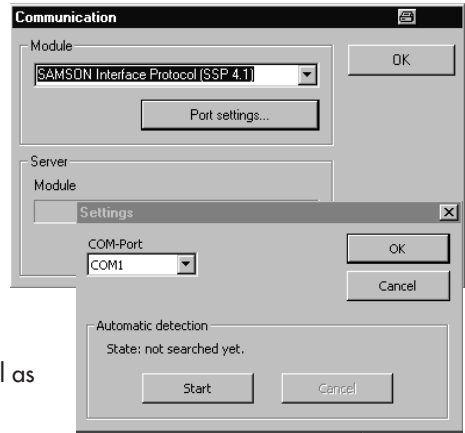 Communication
Module
SAMSON Interface Protocol (SSP 4.1)
OK
Port settings...
Server
Module
Settings
COM-Port
COM1
OK
Cancel
Automatic detection
State: not searched yet.
Start
Cancel
l as